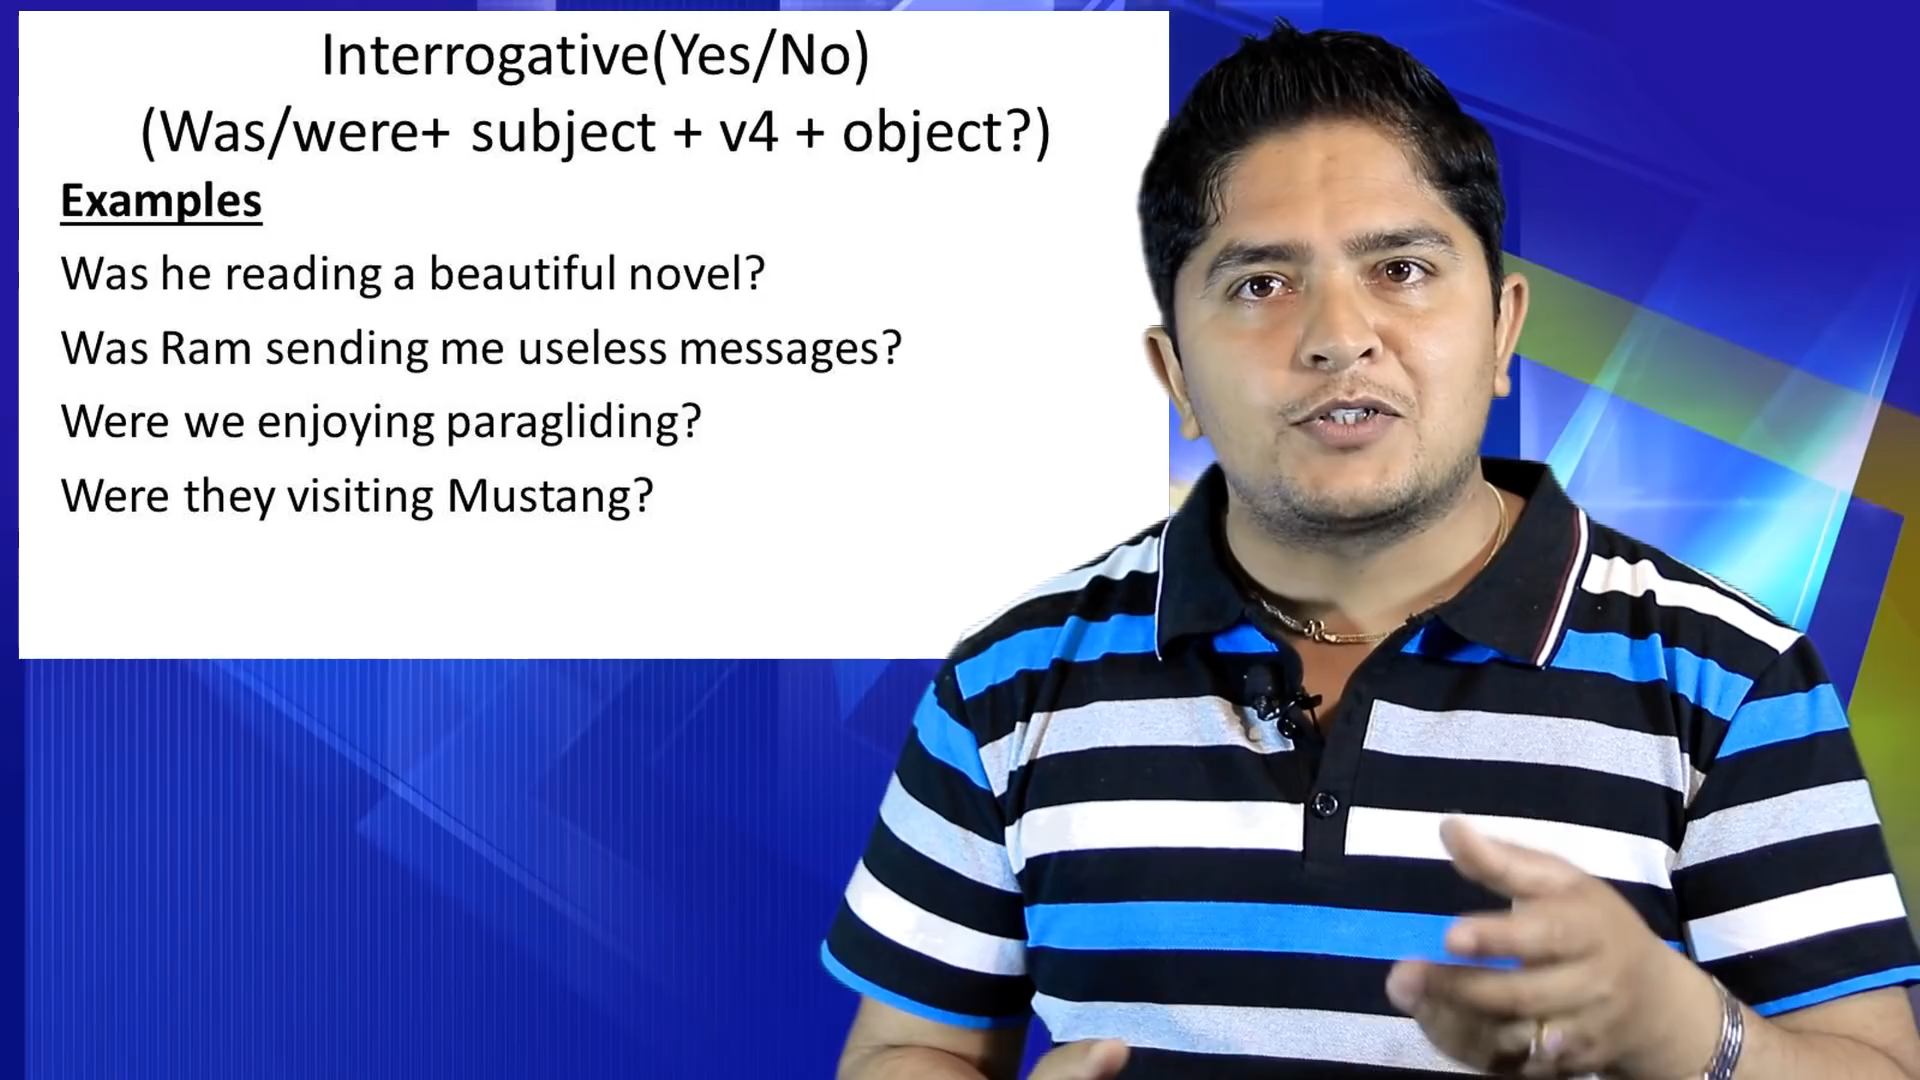 Interrogative(Yes/No)
(Was/were+ subject + v4 + object?)
Examples
Was he reading a beautiful novel?
Was Ram sending me useless messages?
Were we enjoying paragliding?
Were they visiting Mustang?